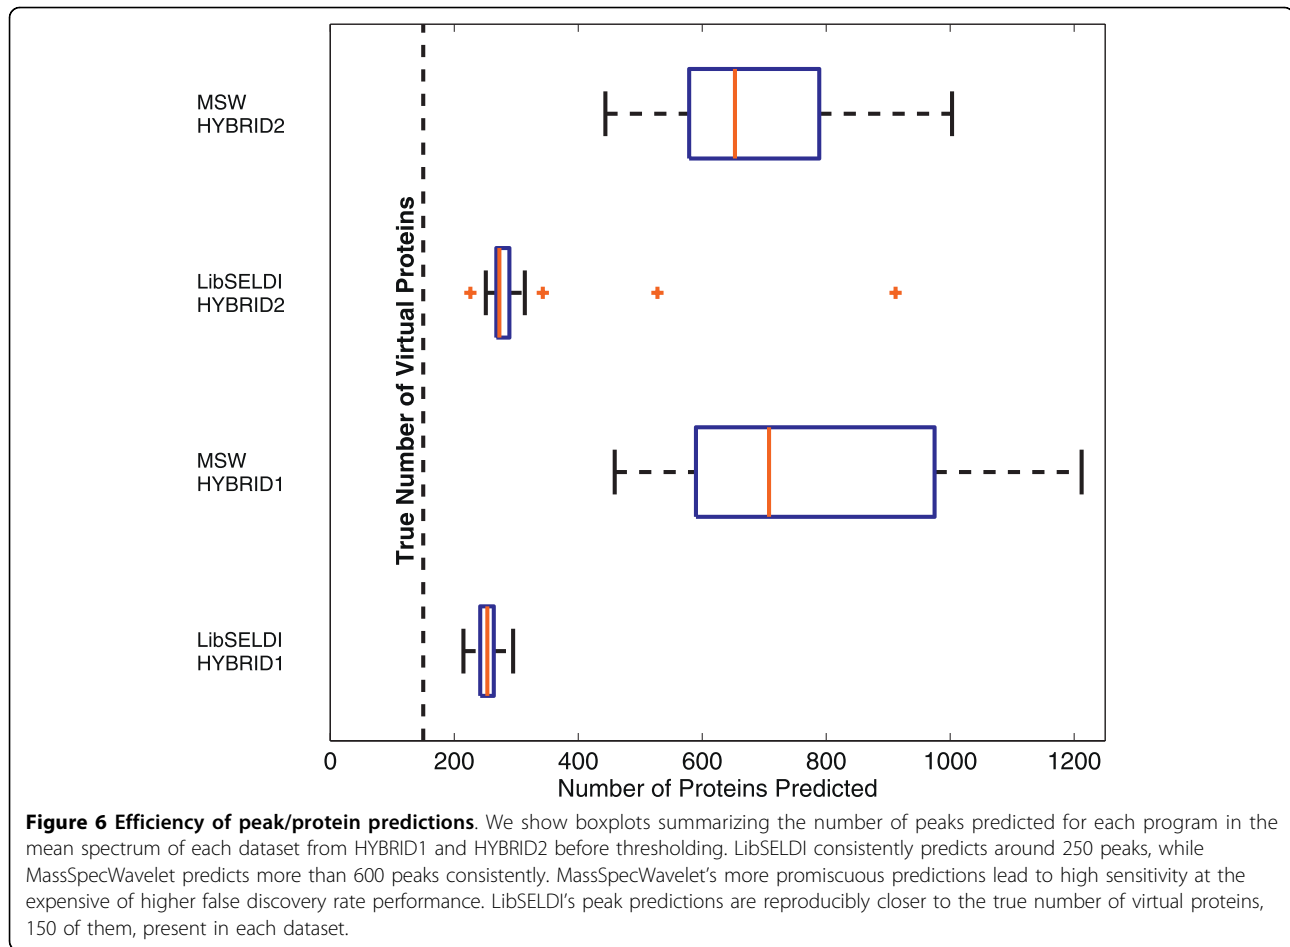 MSW
HYBRID2
LibSELDI
HYBRID2
MSW
HYBRID1
LibSELDI
HYBRID1
True Number of Virtual Proteins
0 200 400 600 800 1000 1200
Number of Proteins Predicted
Figure 6 Efficiency of peak/protein predictions. We show boxplots summarizing the number of peaks predicted for each program in the
mean spectrum of each dataset from HYBRID1 and HYBRID2 before thresholding. LibSELDI consistently predicts around 250 peaks, while
MassSpecWavelet predicts more than 600 peaks consistently. MassSpecWavelet's more promiscuous predictions lead to high sensitivity at the
expensive of higher false discovery rate performance. LibSELDI's peak predictions are reproducibly closer to the true number of virtual proteins,
150 of them, present in each dataset.